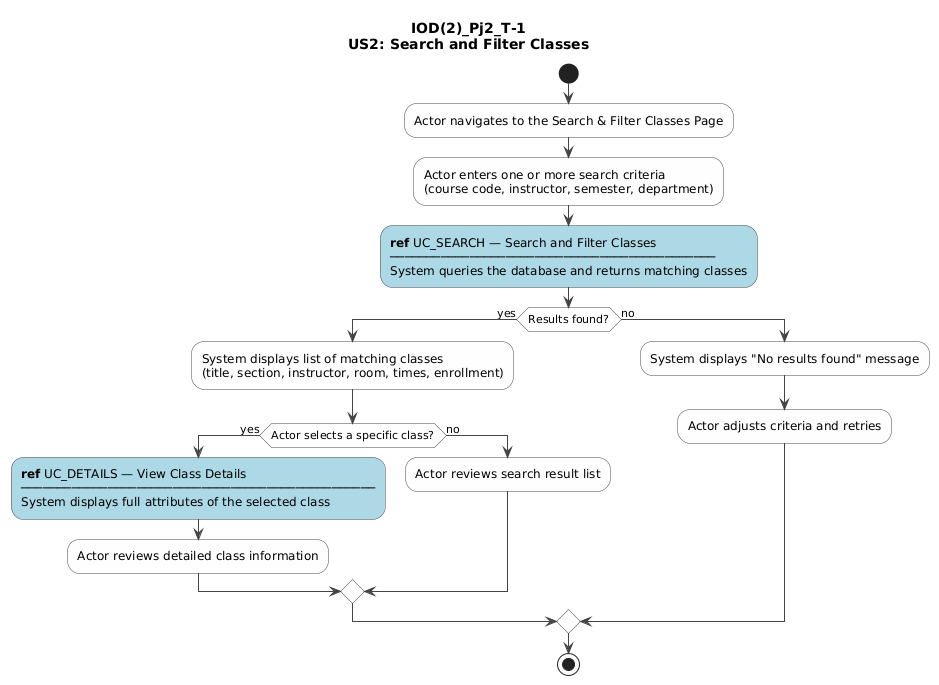 IOD(2)_Pj2_T-1
US2: Search and Filter Classes
Actor navigates to the Search & Filter Classes Page
Actor enters one or more search criteria
(course code, instructor, semester, department)
ref UC_SEARCH — Search and Filter Classes
System queries the database and returns matching classes
yes
Results found?
no
System displays list of matching classes
(title, section, instructor, room, times, enrollment)
System displays "No results found" message
Actor adjusts criteria and retries
yes
Actor selects a specific class?
no
ref UC_DETAILS — View Class Details
System displays full attributes of the selected class
Actor reviews search result list
Actor reviews detailed class information